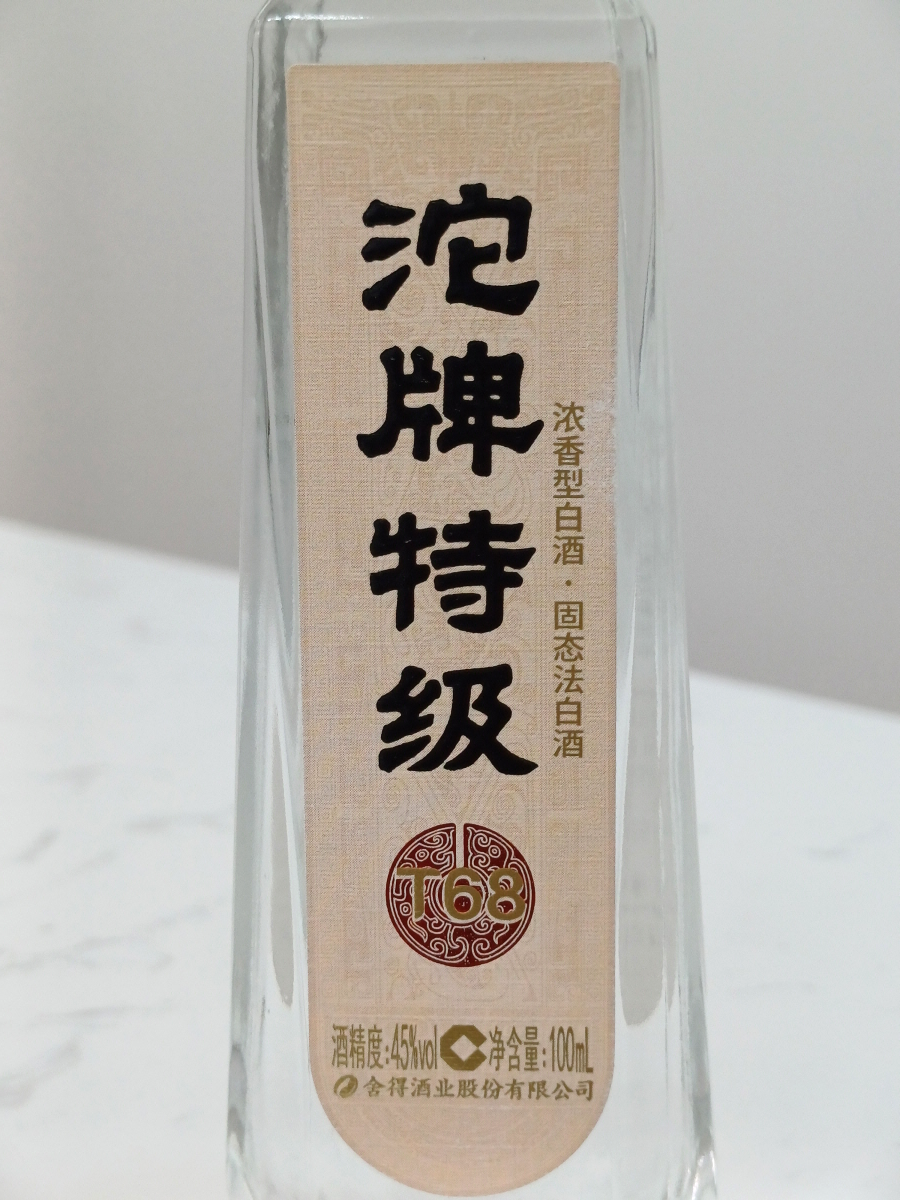 沱牌特级
浓香型白酒·固态法白酒
T68
酒精度:45%vol 净含量:100mL
舍得酒业股份有限公司